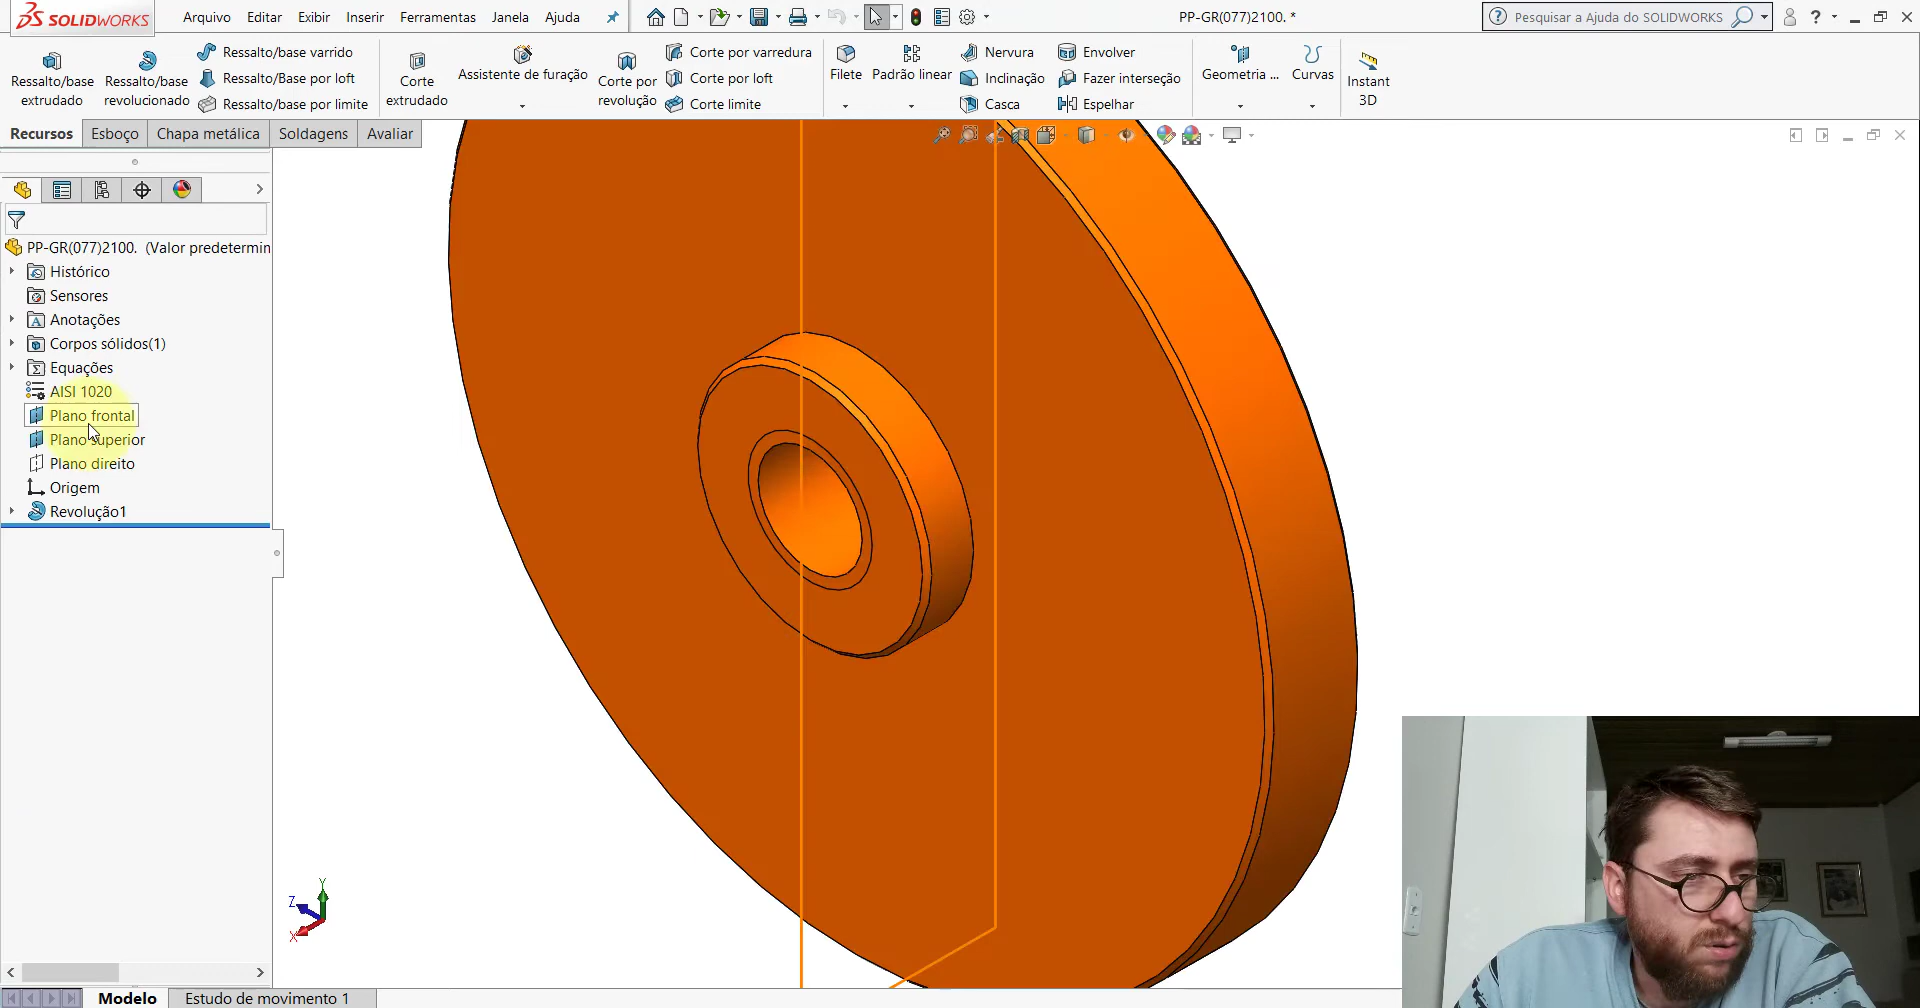 SOLIDWORKS
Arquivo Editar Exibir Inserir Ferramentas Janela Ajuda
PP-GR(077)2100. *
Pesquisar a Ajuda do SOLIDWORKS
Ressalto/base extrudado
Ressalto/base revolucionado
Ressalto/base varrido
Ressalto/Base por loft
Ressalto/base por limite
Corte extrudado
Assistente de furação
Corte por revolução
Corte por varredura
Corte por loft
Corte limite
Filete
Padrão linear
Nervura
Inclinação
Casca
Envolver
Fazer interseção
Espelhar
Geometria ...
Curvas
Instant 3D
Recursos Esboço Chapa metálica Soldagens Avaliar
PP-GR(077)2100. (Valor predetermin
Histórico
Sensores
Anotações
Corpos sólidos(1)
Equações
AISI 1020
Plano frontal
Plano superior
Plano direito
Origem
Revolução1
Y
Z
X
Modelo Estudo de movimento 1